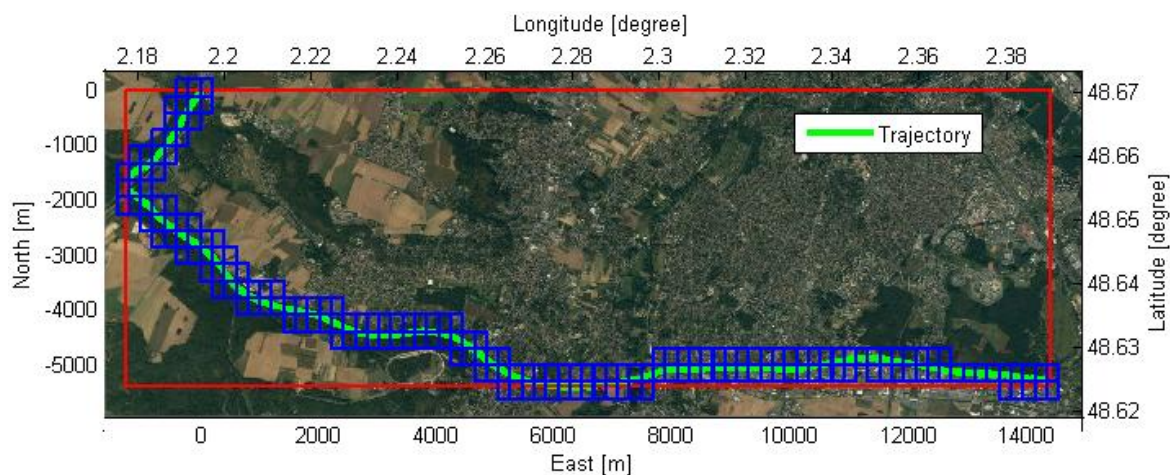 Longitude [degree]
2.18 2.2 2.22 2.24 2.26 2.28 2.3 2.32 2.34 2.36 2.38
0 48.67
Trajectory
-1000 48.66
-2000 48.65
-3000 48.64
-4000 48.63
-5000 48.62
North [m]
Latitude [degree]
0 2000 4000 6000 8000 10000 12000 14000
East [m]